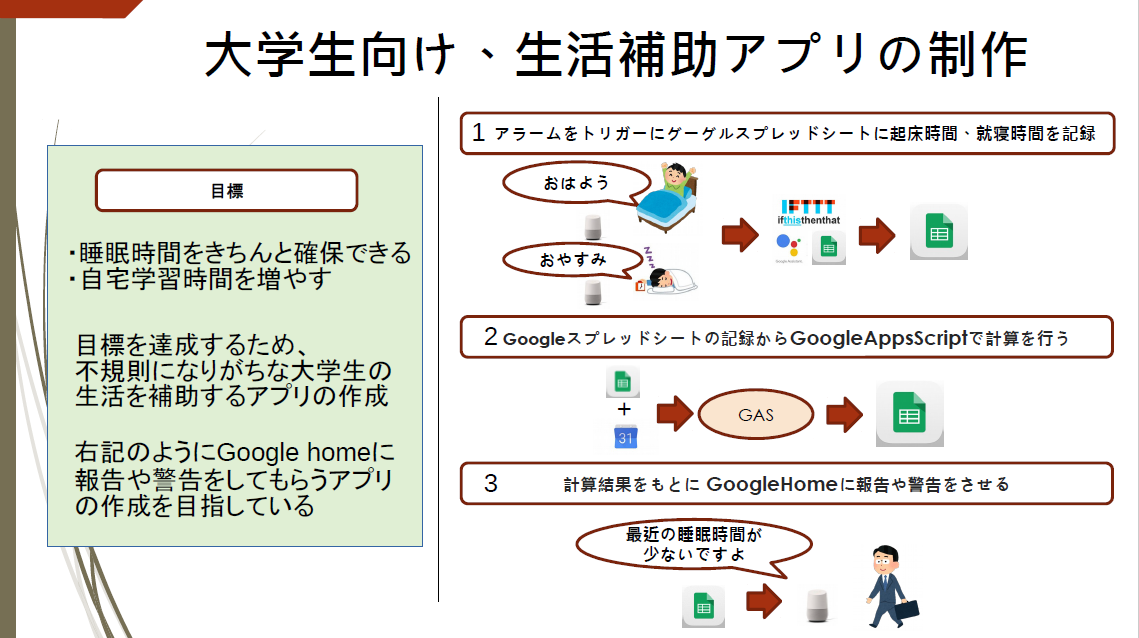 大学生向け、生活補助アプリの制作
目標
・睡眠時間をきちんと確保できる
・自宅学習時間を増やす
目標を達成するため、
不規則になりがちな大学生の
生活を補助するアプリの作成
右記のようにGoogle homeに
報告や警告をしてもらうアプリ
の作成を目指している
1 アラームをトリガーにグーグルスプレッドシートに起床時間、就寝時間を記録
おはよう
おやすみ
z z z
IFTTT
ifthisthenthat
Google Assistant
2 Googleスプレッドシートの記録からGoogleAppsScriptで計算を行う
+
31
GAS
3 計算結果をもとに GoogleHomeに報告や警告をさせる
最近の睡眠時間が
少ないですよ